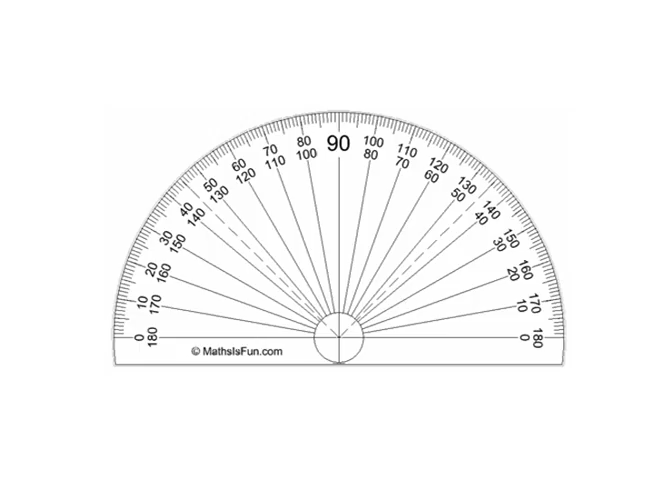 0 10 20 30 40 50 60 70 80 90 100 110 120 130 140 150 160 170 180
180 170 160 150 140 130 120 110 100 80 70 60 50 40 30 20 10 0
© MathsIsFun.com